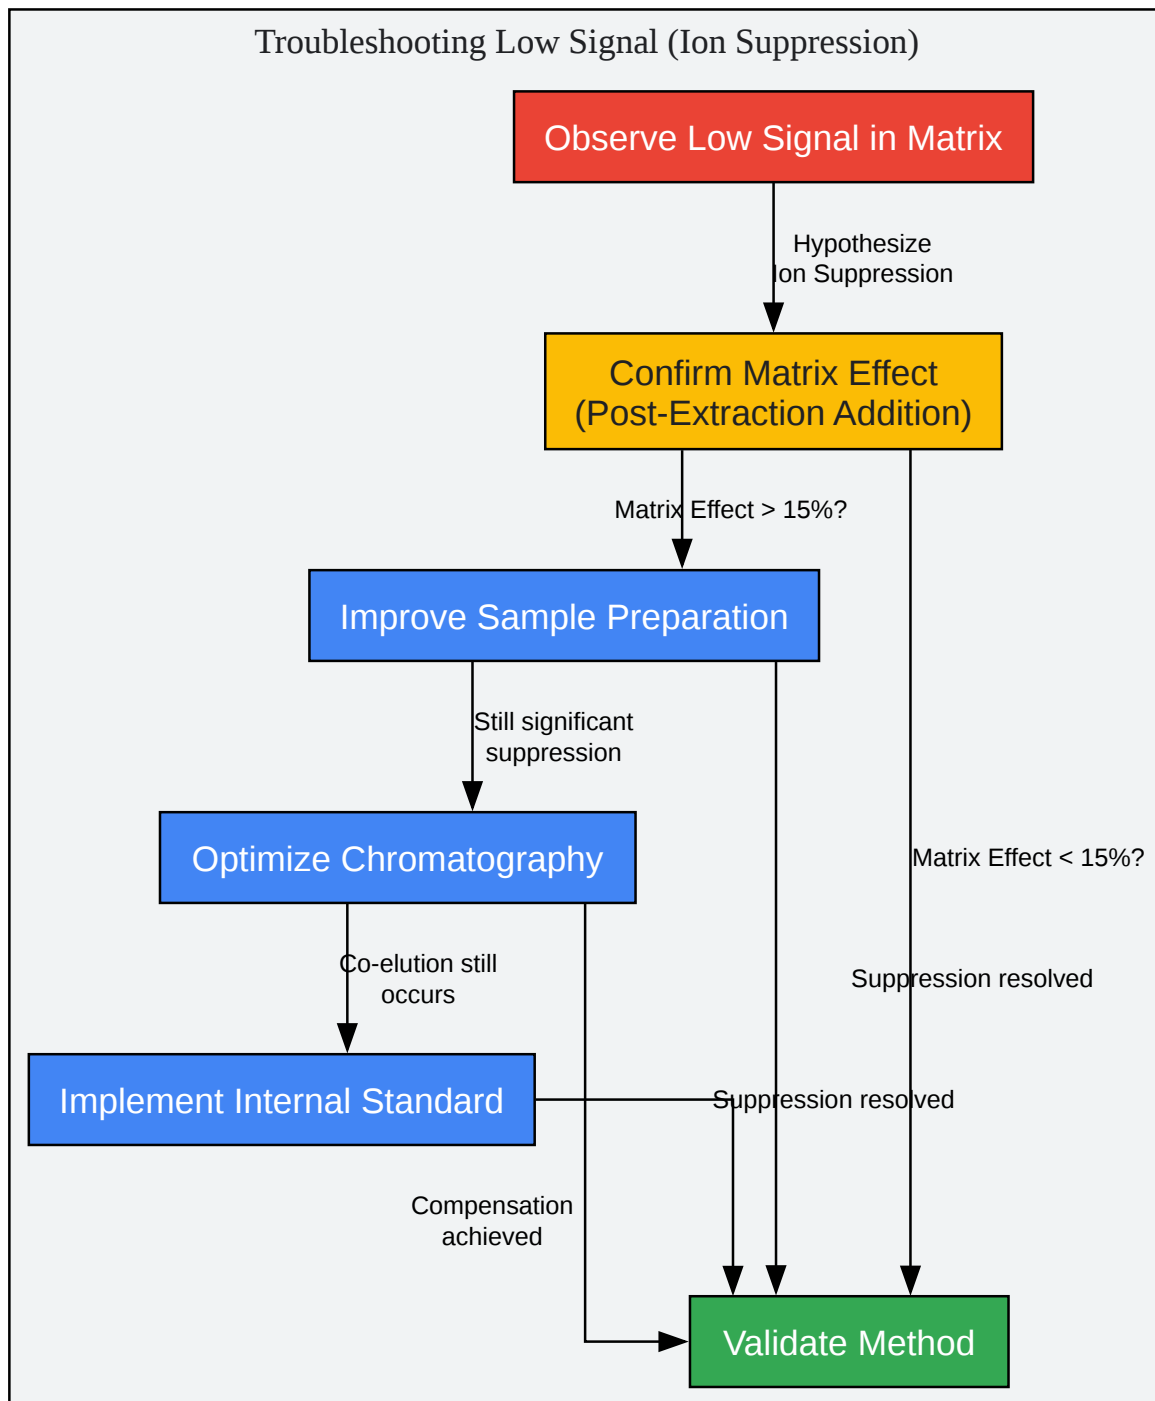 Troubleshooting Low Signal (Ion Suppression)
Observe Low Signal in Matrix
Hypothesize
Ion Suppression
Confirm Matrix Effect
(Post-Extraction Addition)
Matrix Effect > 15%?
Improve Sample Preparation
Still significant
suppression
Optimize Chromatography
Matrix Effect < 15%?
Co-elution still
occurs
Suppression resolved
Implement Internal Standard
Suppression resolved
Compensation
achieved
Validate Method